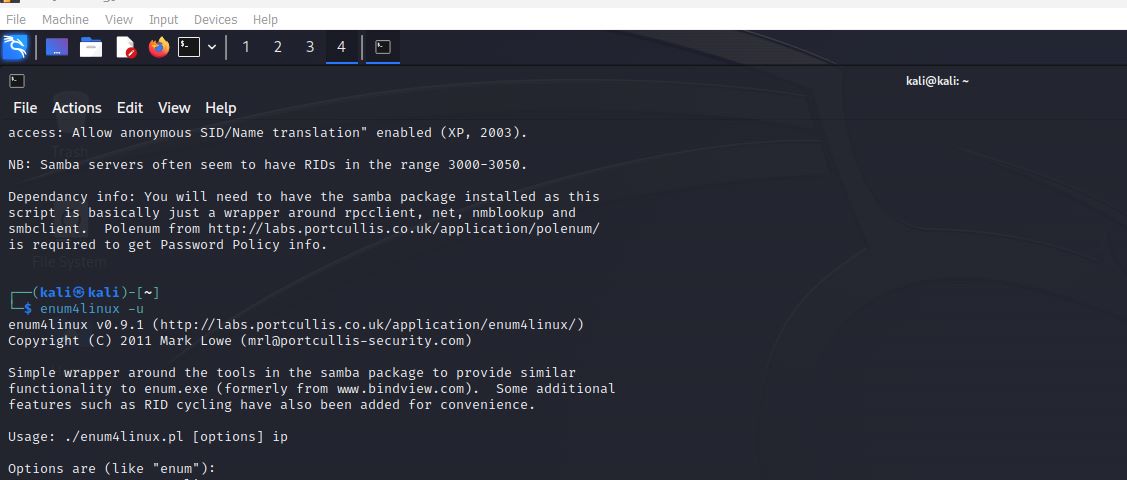 File Machine View Input Devices Help
1 2 3 4
kali@kali: ~
File Actions Edit View Help
access: Allow anonymous SID/Name translation" enabled (XP, 2003).
Trash
NB: Samba servers often seem to have RIDs in the range 3000-3050.
Dependancy info: You will need to have the samba package installed as this
script is basically just a wrapper around rpcclient, net, nmblookup and
smbclient. Polenum from http://labs.portcullis.co.uk/application/polenum/
is required to get Password Policy info.
File System
┌──(kali㉿kali)-[~]
└─$ enum4linux -u
enum4linux v0.9.1 (http://labs.portcullis.co.uk/application/enum4linux/)
Copyright (C) 2011 Mark Lowe (mrl@portcullis-security.com)
Simple wrapper around the tools in the samba package to provide similar
functionality to enum.exe (formerly from www.bindview.com). Some additional
features such as RID cycling have also been added for convenience.
Usage: ./enum4linux.pl [options] ip
Options are (like "enum"):